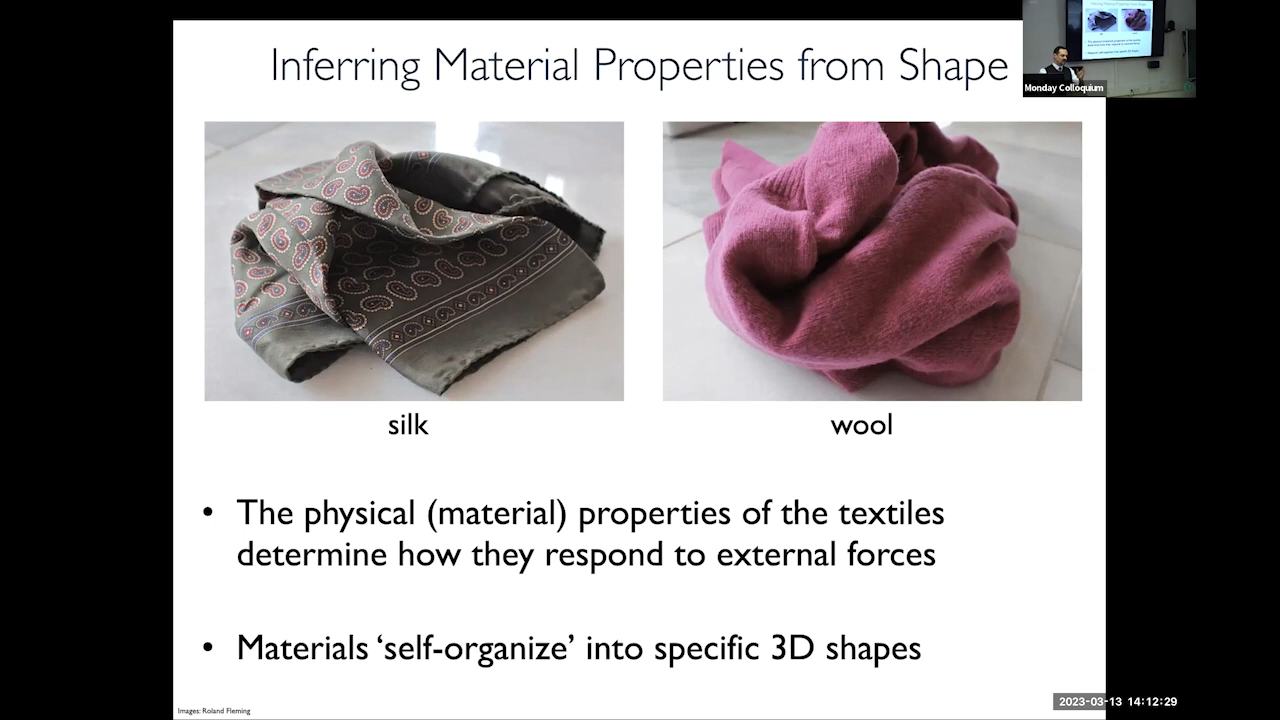 Inferring Material Properties from Shape
Monday Colloquium
silk
wool
• The physical (material) properties of the textiles
determine how they respond to external forces
• Materials ‘self-organize’ into specific 3D shapes
Images: Roland Fleming
2023-03-13 14:12:29